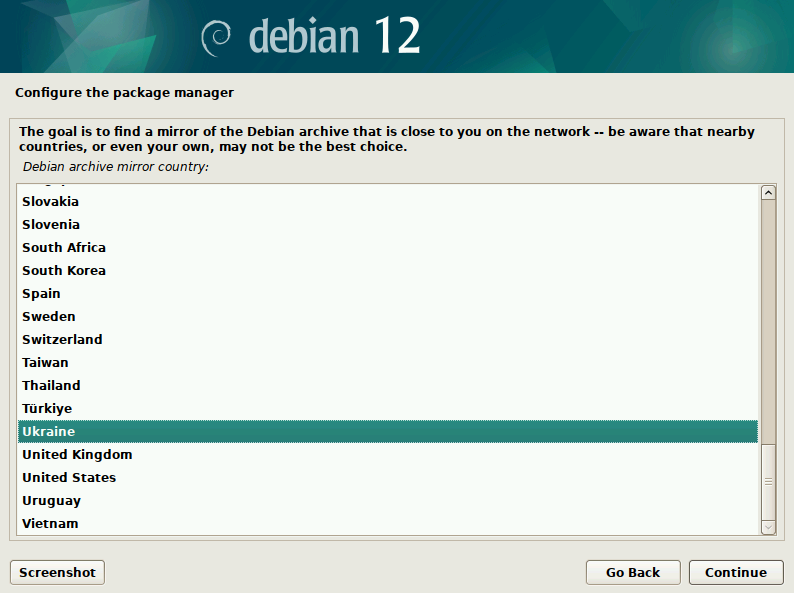 debian 12
Configure the package manager
The goal is to find a mirror of the Debian archive that is close to you on the network -- be aware that nearby
countries, or even your own, may not be the best choice.
Debian archive mirror country:
Slovakia
Slovenia
South Africa
South Korea
Spain
Sweden
Switzerland
Taiwan
Thailand
Türkiye
Ukraine
United Kingdom
United States
Uruguay
Vietnam
Screenshot
Go Back
Continue